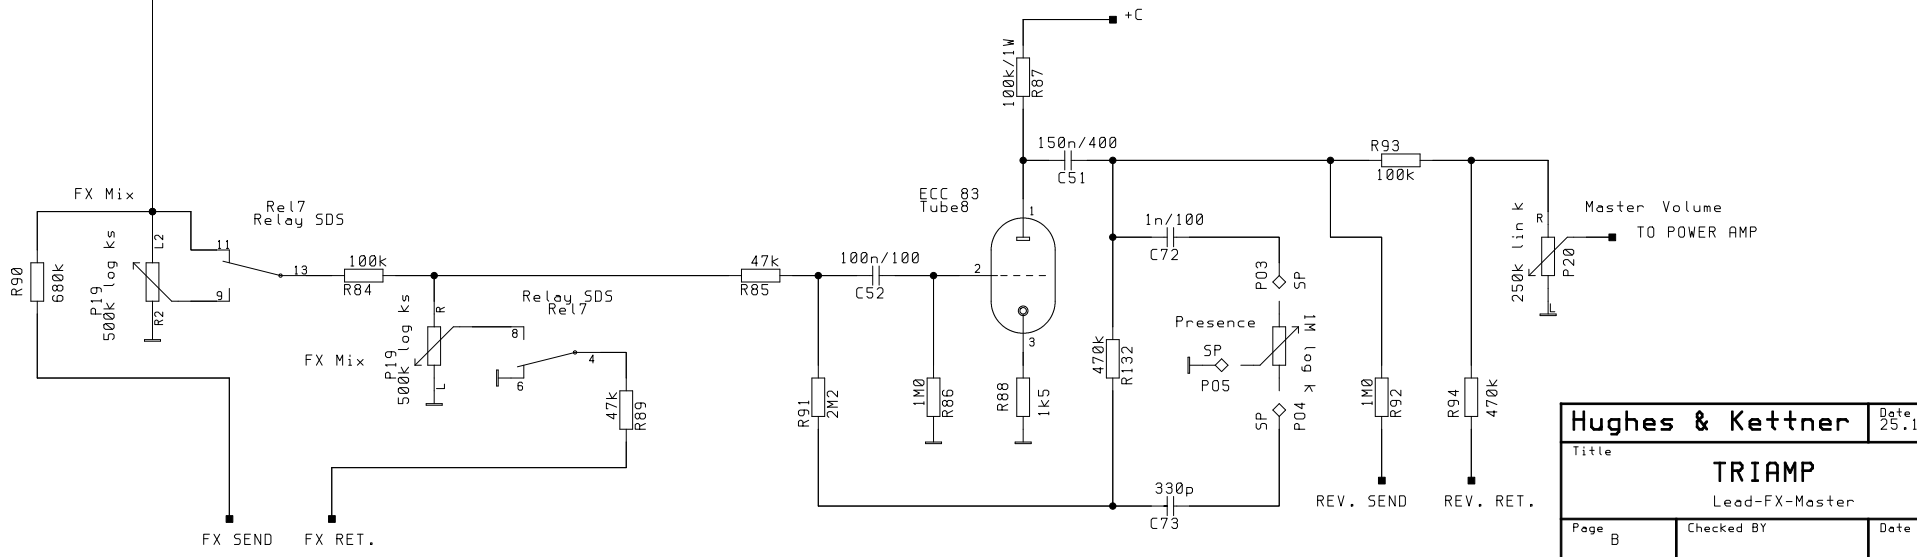 +C
100k/1W
R87
150n/400
C51
R93
100k
FX Mix
Rel7
Relay SDS
ECC 83
Tube8
1
1n/100
C72
Master Volume
TO POWER AMP
R
250k lin k
P20
L
R90
680k
P19
500k log ks
L2
R2
11
13
9
100k
R84
47k
R85
100n/100
C52
2
3
PO3
SP
Relay SDS
Rel7
FX Mix
P19
500k log ks
R
L
8
4
6
47k
R89
R91
2M2
1M0
R86
R88
1k5
470k
R132
Presence
1M log k
SP
PO5
SP
PO4
1M0
R92
R94
470k
330p
C73
REV. SEND
REV. RET.
FX SEND
FX RET.
Hughes & Kettner
Date
25.1
Title
TRIAMP
Lead-FX-Master
Page
B
Checked BY
Date